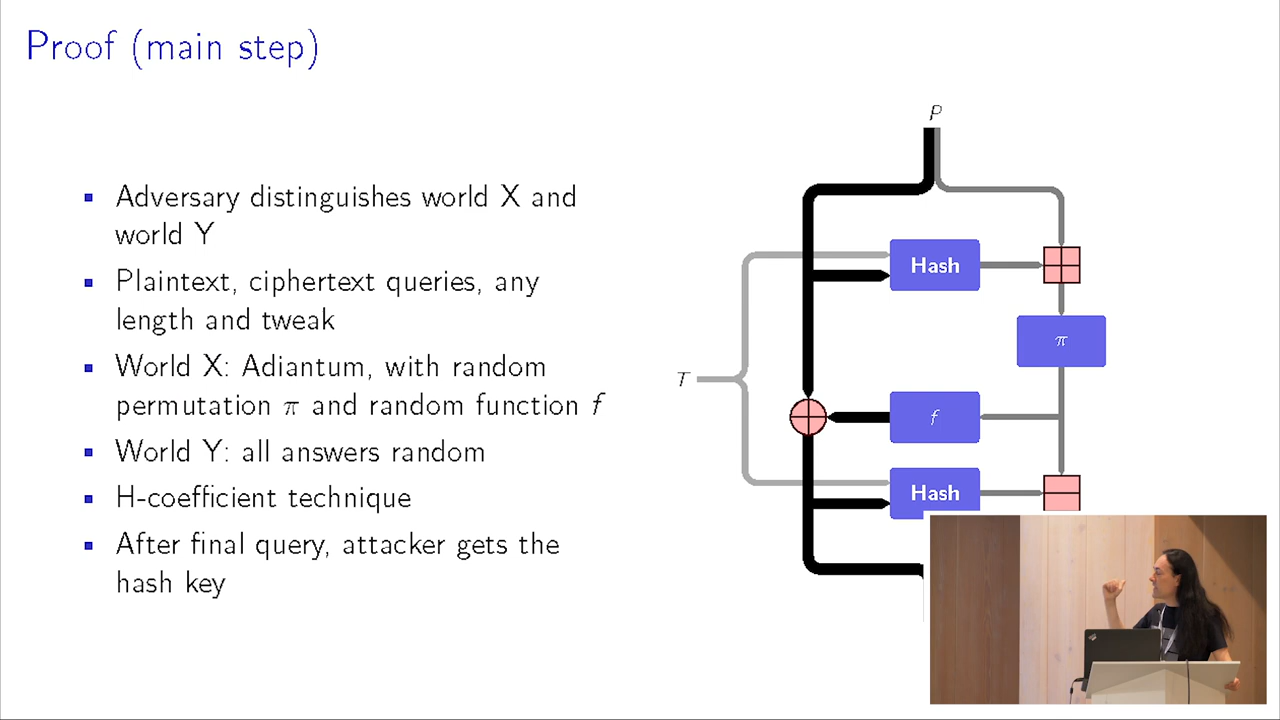 Proof (main step)
P
Adversary distinguishes world X and
world Y
Plaintext, ciphertext queries, any
length and tweak
World X: Adiantum, with random
permutation π and random function f
World Y: all answers random
H-coefficient technique
After final query, attacker gets the
hash key
Hash
π
T
f
Hash